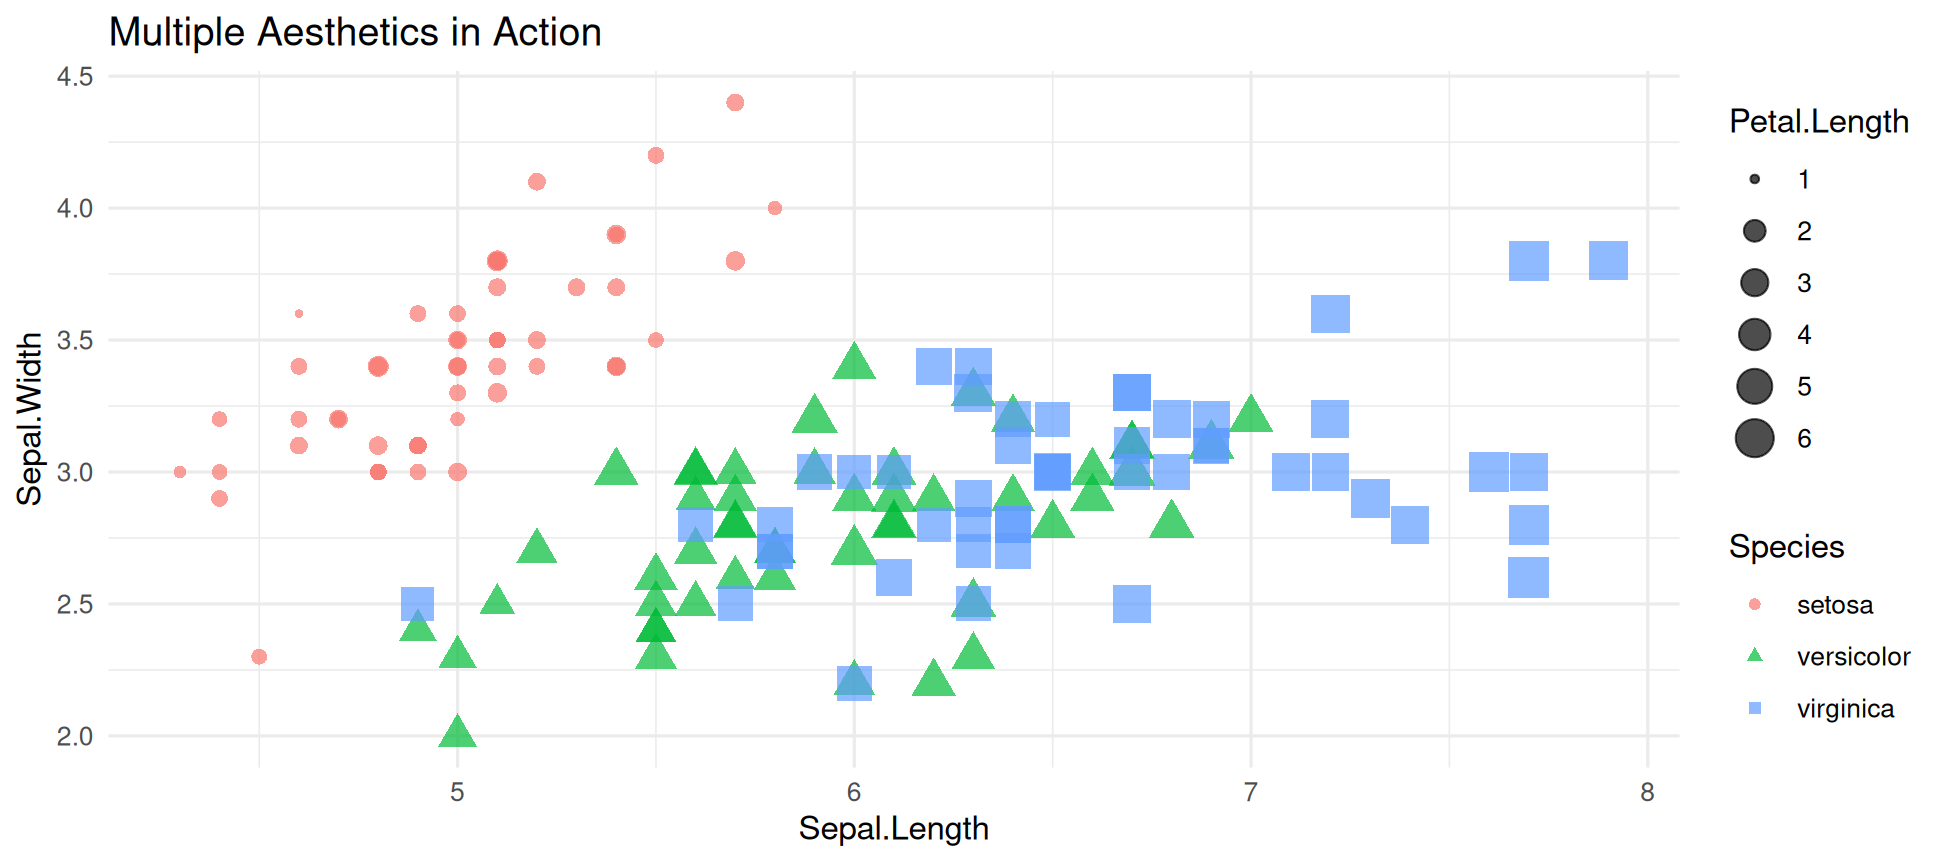 Multiple Aesthetics in Action
4.5
4.0
3.5
3.0
2.5
2.0
Sepal.Width
5 6 7 8
Sepal.Length
Petal.Length
1
2
3
4
5
6
Species
setosa
versicolor
virginica